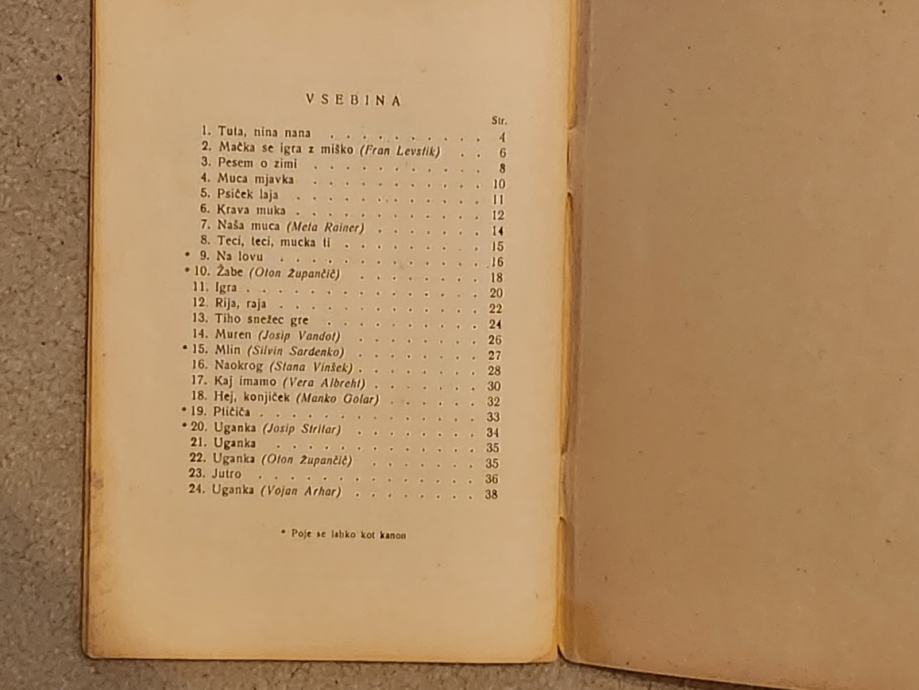 VSEBINA
Str.
1. Tuta, nina nana . . . . . . . . . . 4
2. Mačka se igra z miško (Fran Levstik) . . 6
3. Pesem o zimi . . . . . . . . . . . 8
4. Muca mjavka . . . . . . . . . . . 10
5. Psiček laja . . . . . . . . . . . . 11
6. Krava muka . . . . . . . . . . . . 12
7. Naša muca (Meta Rainer) . . . . . . . 14
8. Teci, teci, mucka ti . . . . . . . . . 15
* 9. Na lovu . . . . . . . . . . . . . 16
* 10. Žabe (Oton Župančič) . . . . . . . . 18
11. Igra . . . . . . . . . . . . . . . 20
12. Rija, raja . . . . . . . . . . . . . 22
13. Tiho snežec gre . . . . . . . . . . 24
14. Muren (Josip Vandot) . . . . . . . . 26
* 15. Mlin (Silvin Sardenko) . . . . . . . . 27
16. Naokrog (Stana Vinšek) . . . . . . . . 28
17. Kaj imamo (Vera Albreht) . . . . . . . 30
18. Hej, konjiček (Manko Golar) . . . . . . 32
* 19. Ptičiča . . . . . . . . . . . . . . 33
* 20. Uganka (Josip Stritar) . . . . . . . . 34
21. Uganka . . . . . . . . . . . . . 35
22. Uganka (Oton Župančič) . . . . . . . 35
23. Jutro . . . . . . . . . . . . . . 36
24. Uganka (Vojan Arhar) . . . . . . . . 38
* Poje se lahko kot kanon